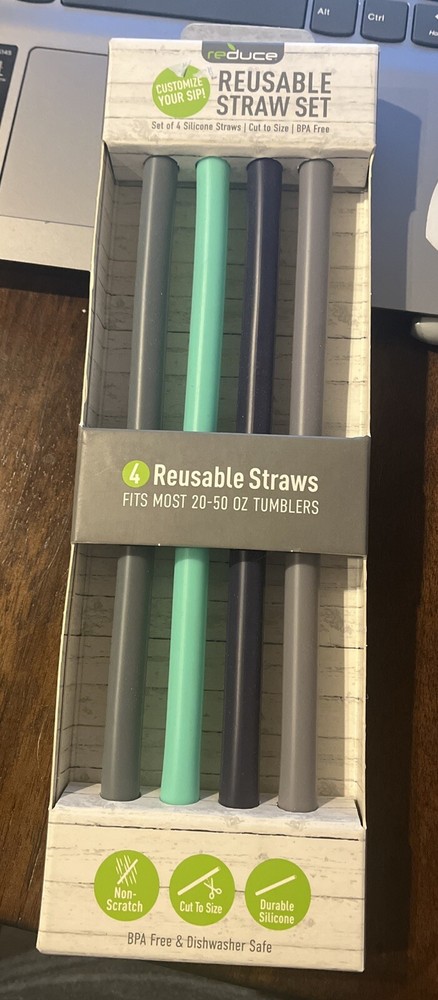 Alt
Ctrl
reduce
CUSTOMIZE
YOUR SIP!
REUSABLE
STRAW SET
Set of 4 Silicone Straws | Cut to Size | BPA Free
4 Reusable Straws
FITS MOST 20-50 OZ TUMBLERS
Non-
Scratch
Cut To Size
Durable
Silicone
BPA Free & Dishwasher Safe